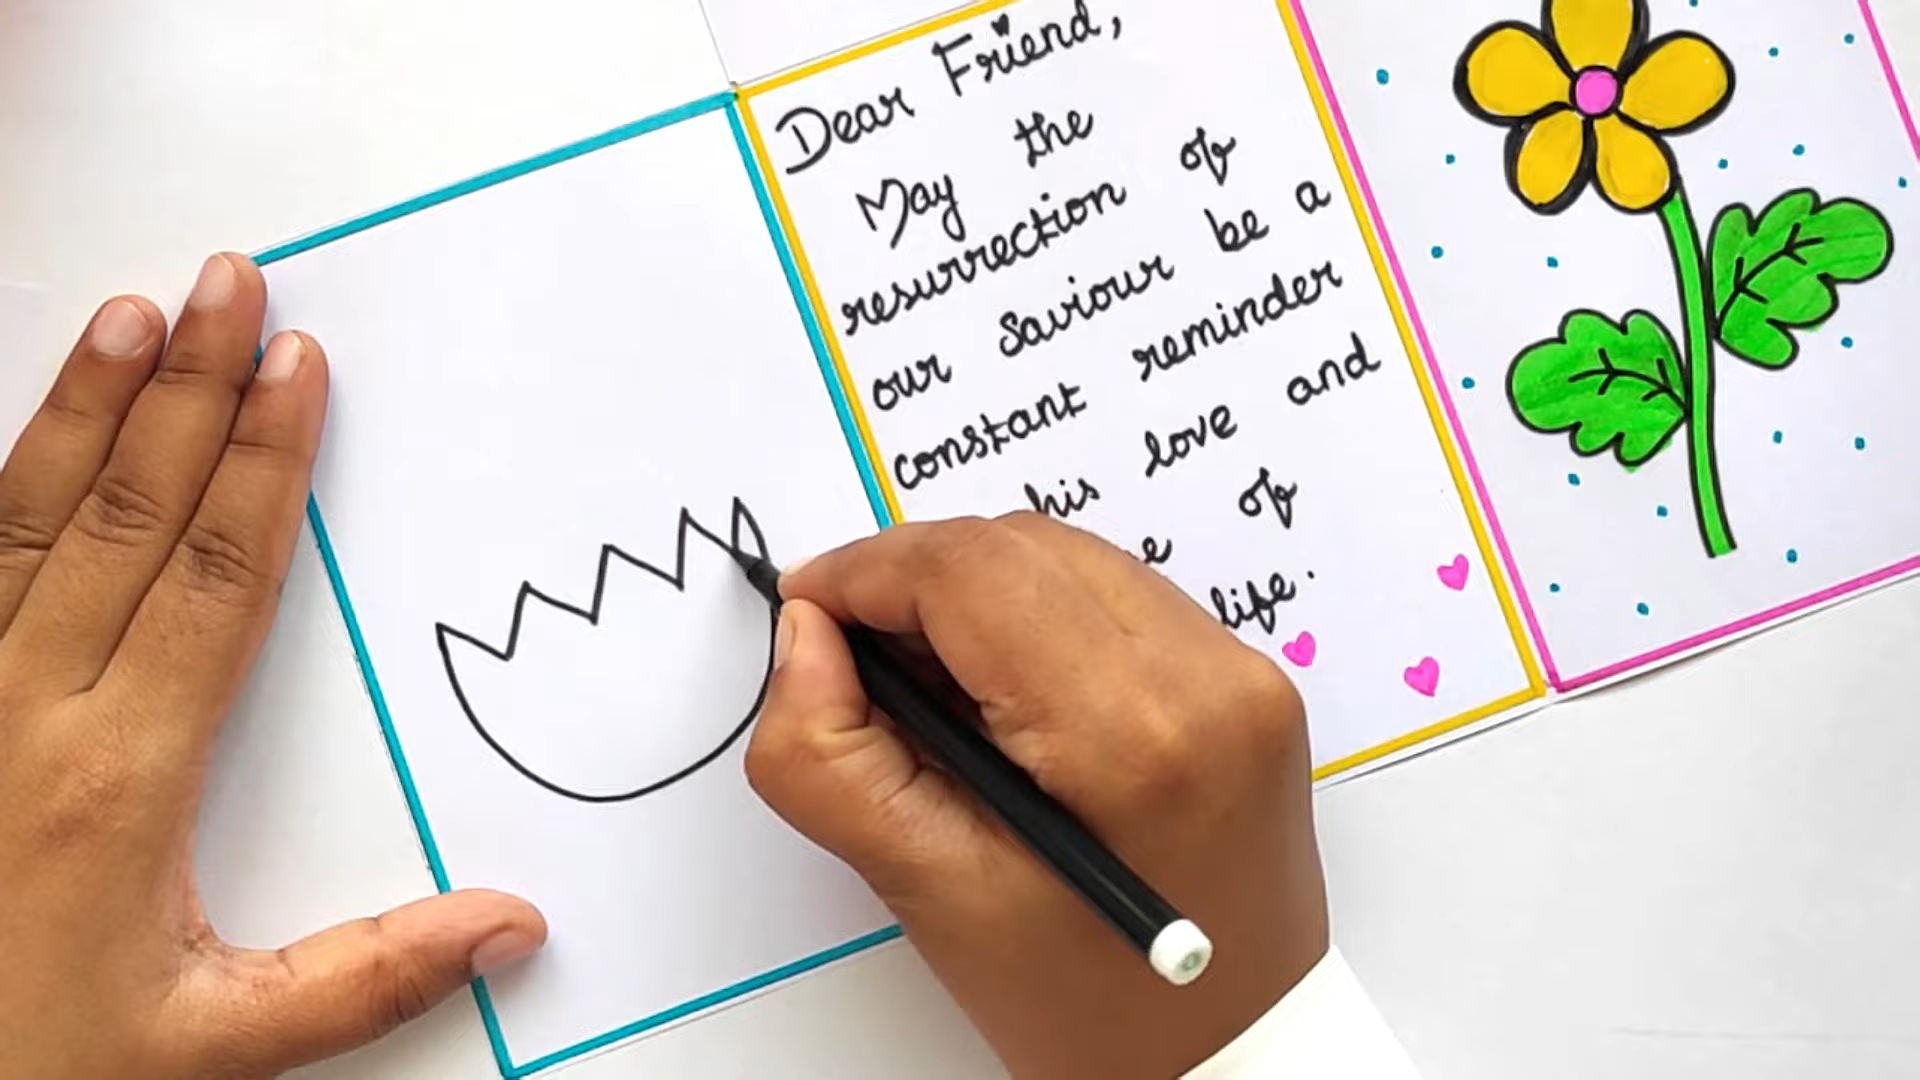 Dear Friend,
May the
resurrection of
our saviour be a
constant reminder
his love and
of
life.